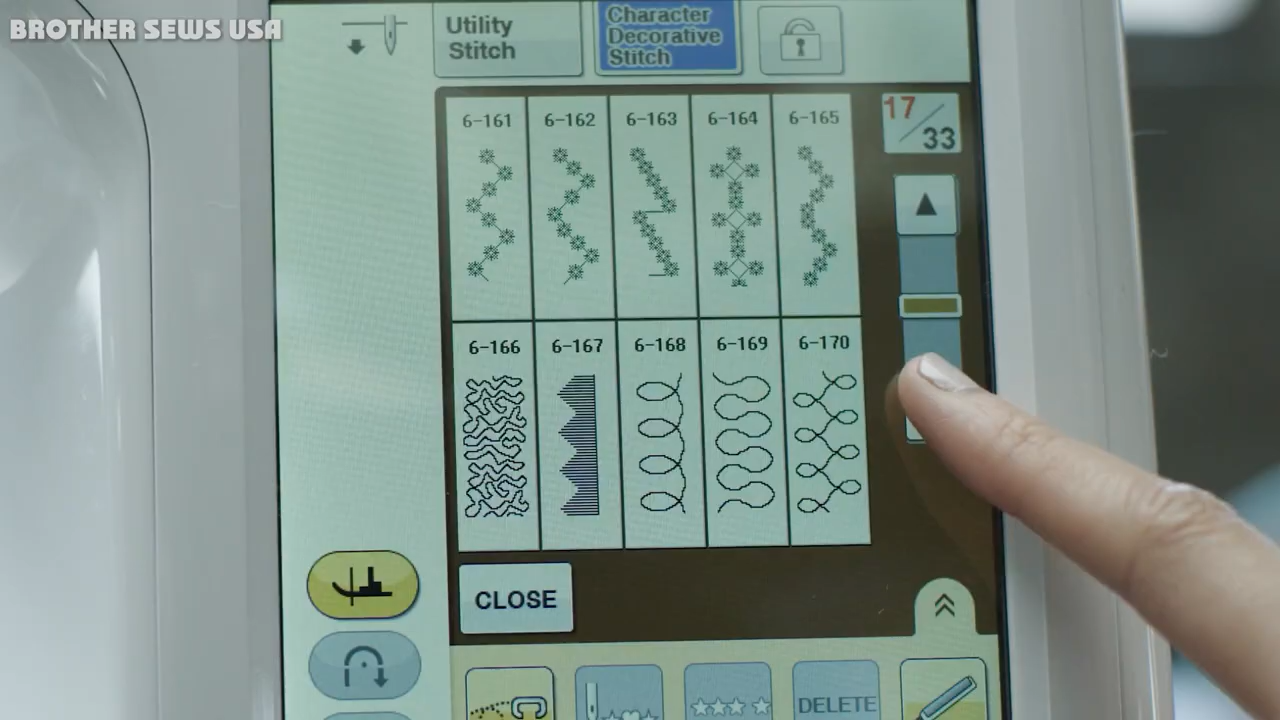 BROTHER SEWS USA
Utility
Stitch
Character
Decorative
Stitch
17/33
6-161 6-162 6-163 6-164 6-165
6-166 6-167 6-168 6-169 6-170
CLOSE
DELETE